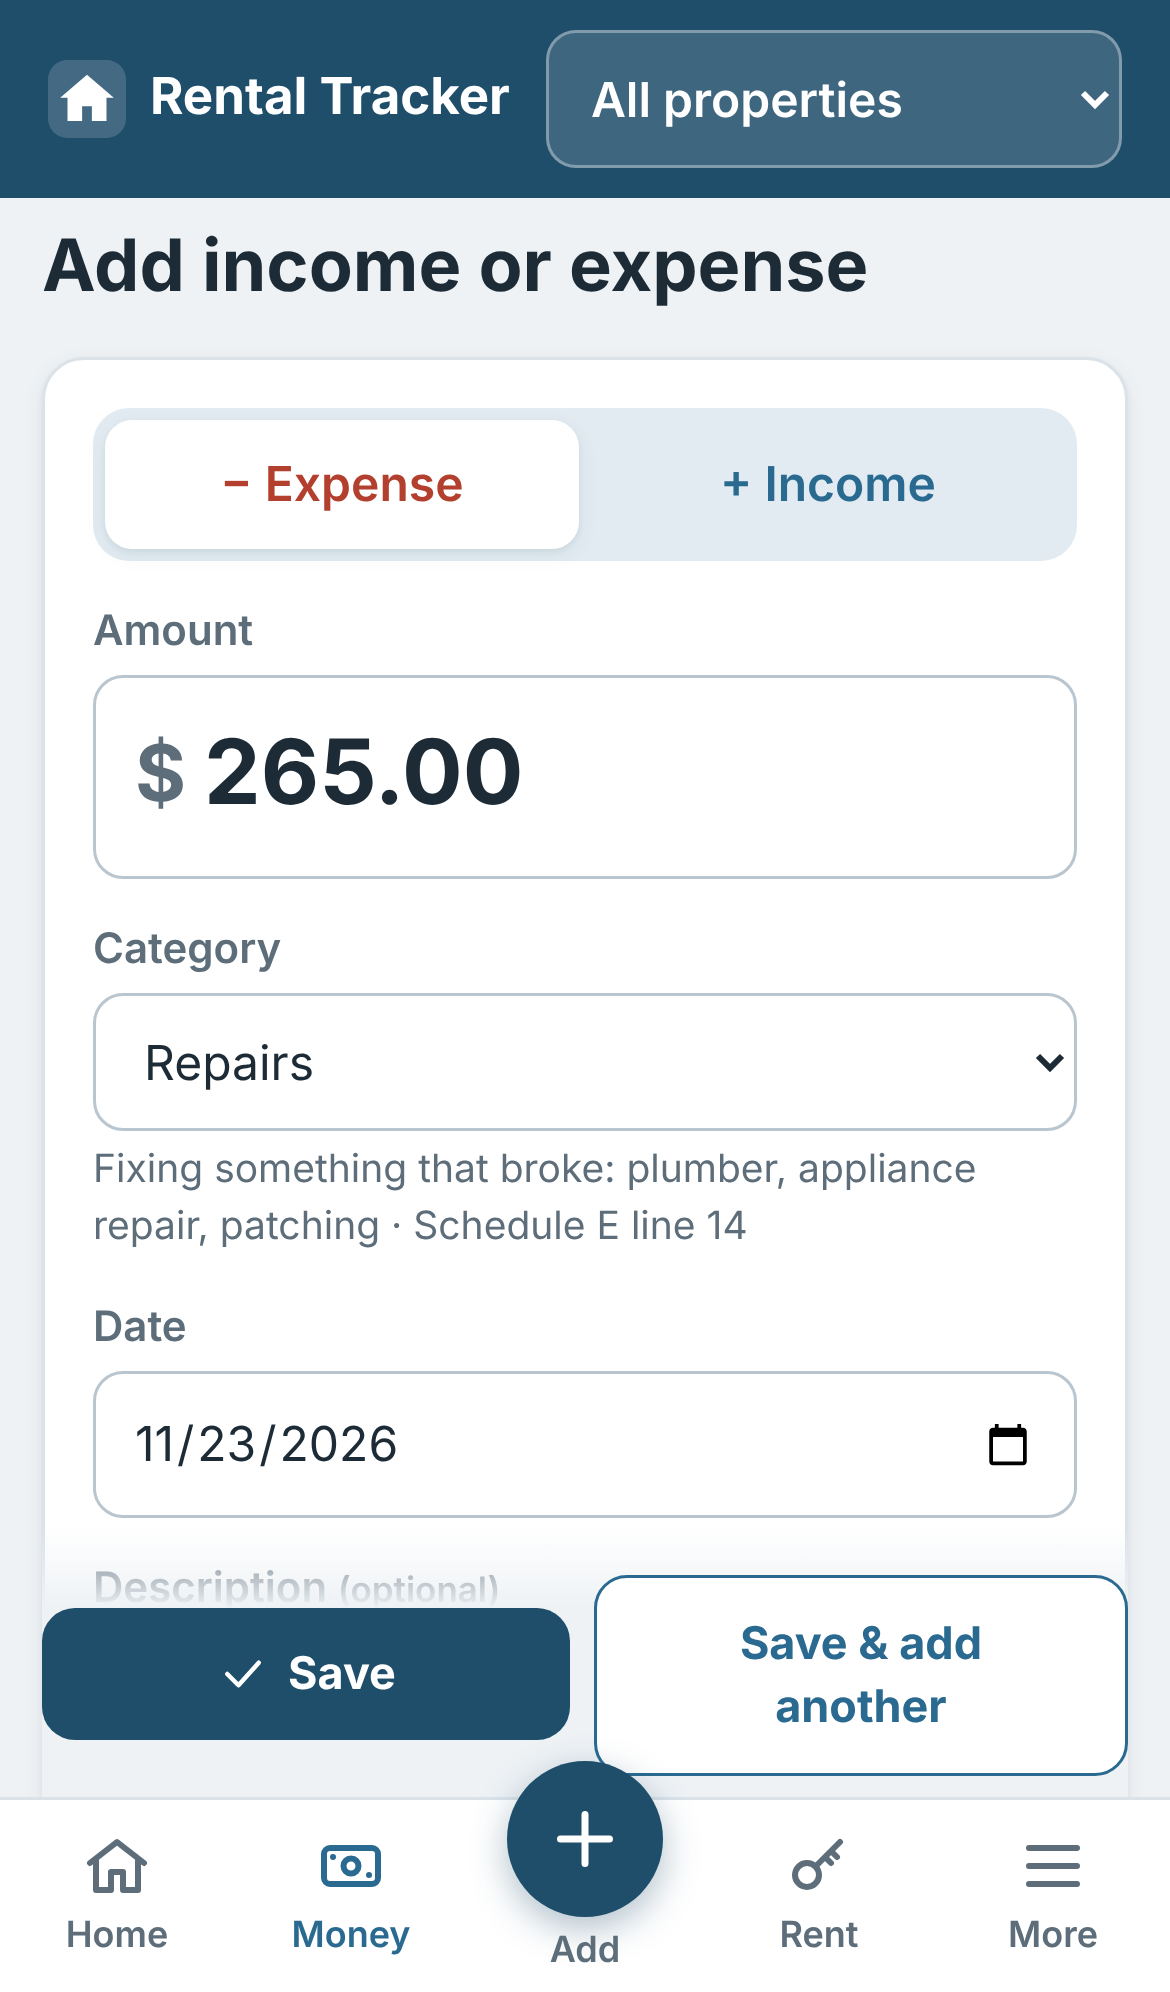 Rental Tracker
All properties
Add income or expense
− Expense
+ Income
Amount
$ 265.00
Category
Repairs
Fixing something that broke: plumber, appliance
repair, patching · Schedule E line 14
Date
11/23/2026
Description (optional)
Save
Save & add
another
Home
Money
Add
Rent
More